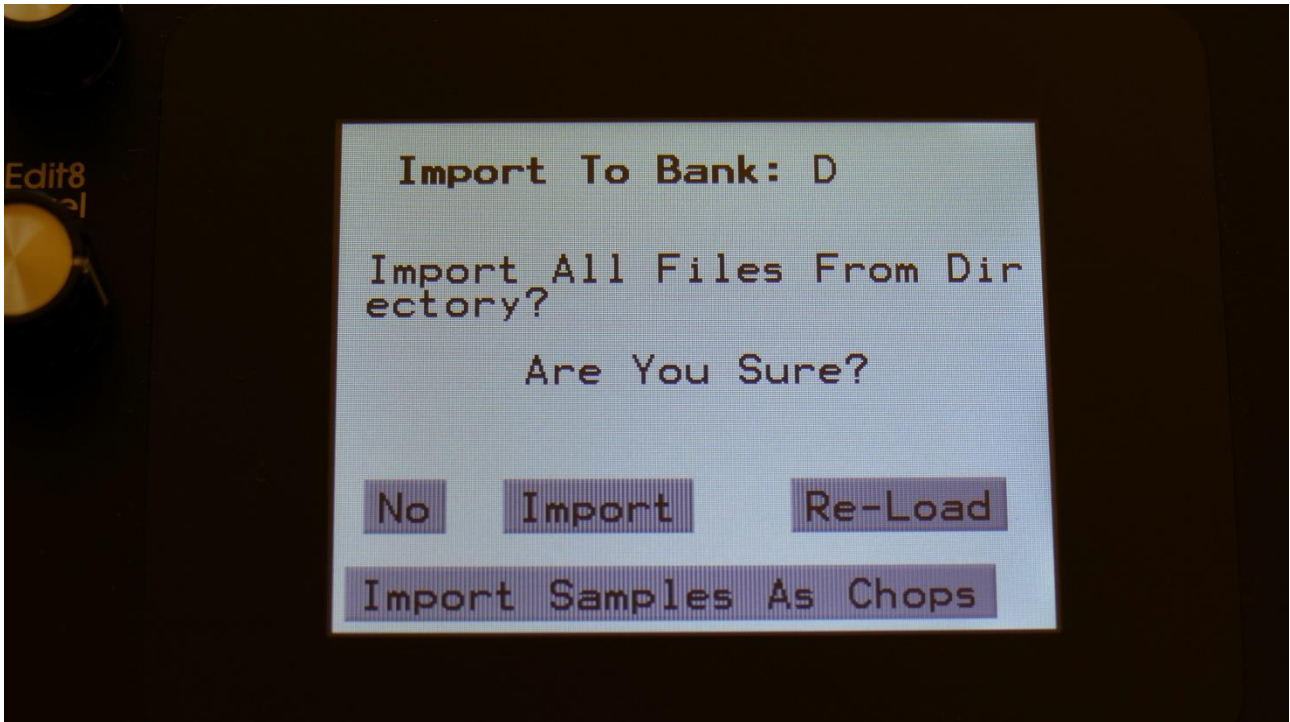 Edit8
Import To Bank: D
Import All Files From Dir
ectory?
Are You Sure?
No Import Re-Load
Import Samples As Chops